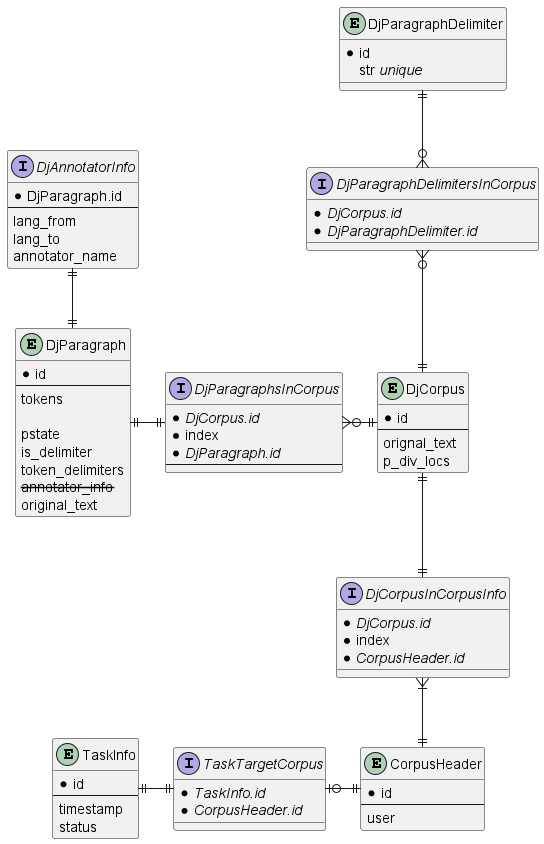 E DjParagraphDelimiter
id
str unique
I DjAnnotatorInfo
DjParagraph.id
lang_from
lang_to
annotator_name
I DjParagraphDelimitersInCorpus
DjCorpus.id
DjParagraphDelimiter.id
E DjParagraph
id
tokens
pstate
is_delimiter
token_delimiters
annotator_info
original_text
I DjParagraphsInCorpus
DjCorpus.id
index
DjParagraph.id
E DjCorpus
id
orignal_text
p_div_locs
I DjCorpusInCorpusInfo
DjCorpus.id
index
CorpusHeader.id
E TaskInfo
id
timestamp
status
I TaskTargetCorpus
TaskInfo.id
CorpusHeader.id
E CorpusHeader
id
user